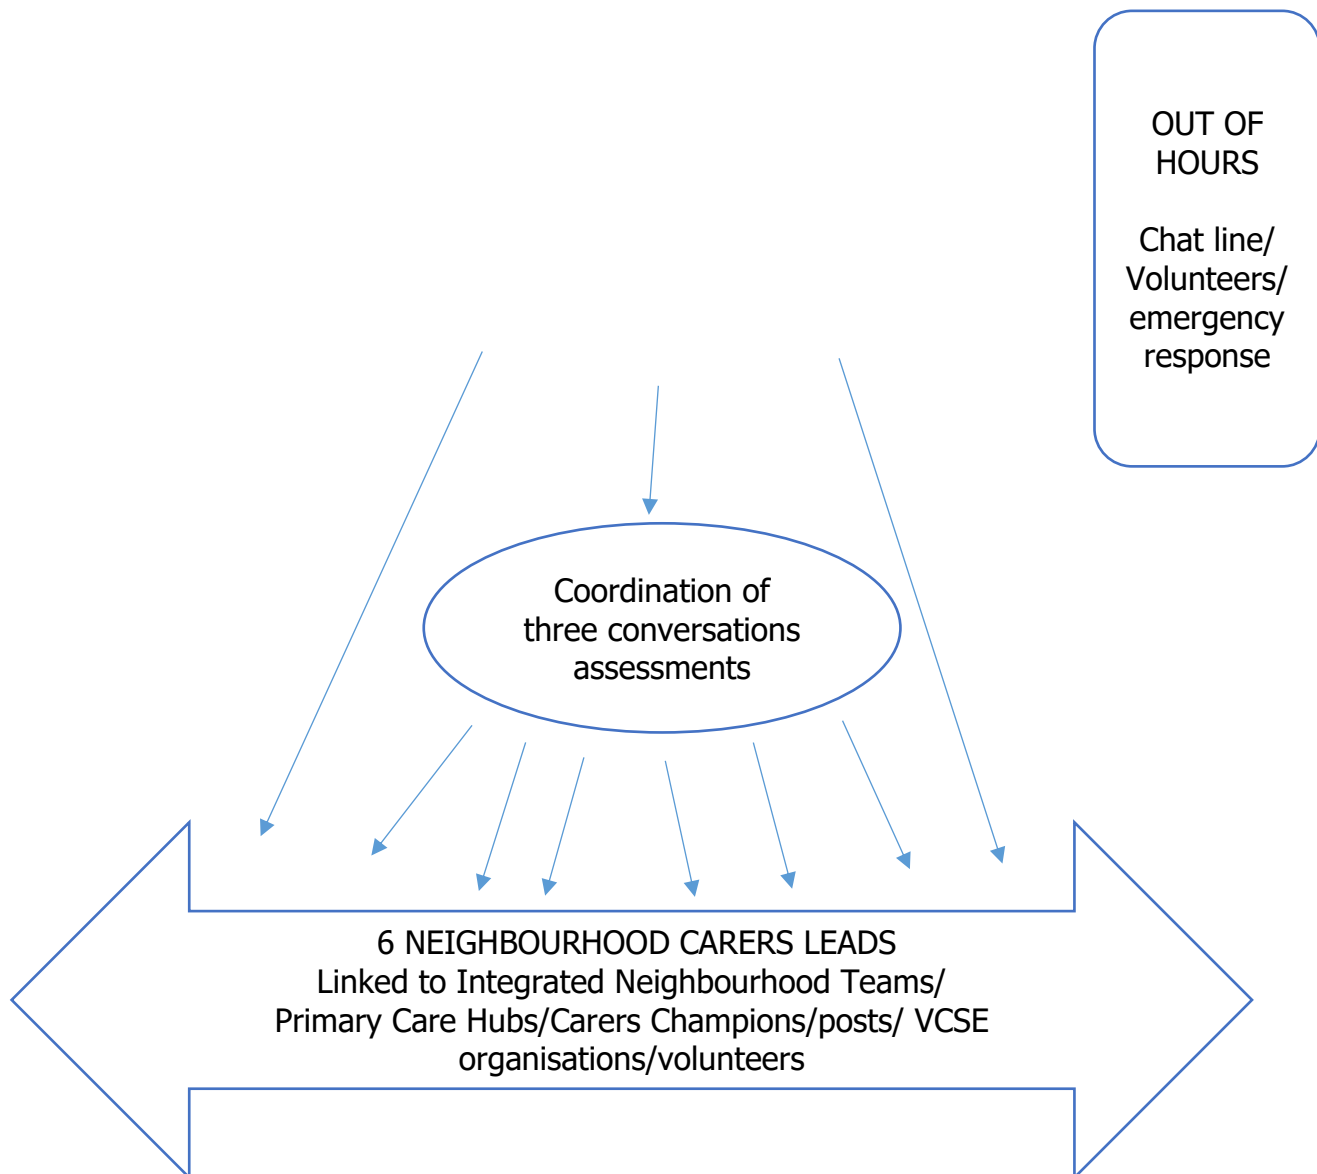 OUT OF
HOURS
Chat line/
Volunteers/
emergency
response
Coordination of
three conversations
assessments
6 NEIGHBOURHOOD CARERS LEADS
Linked to Integrated Neighbourhood Teams/
Primary Care Hubs/Carers Champions/posts/ VCSE
organisations/volunteers